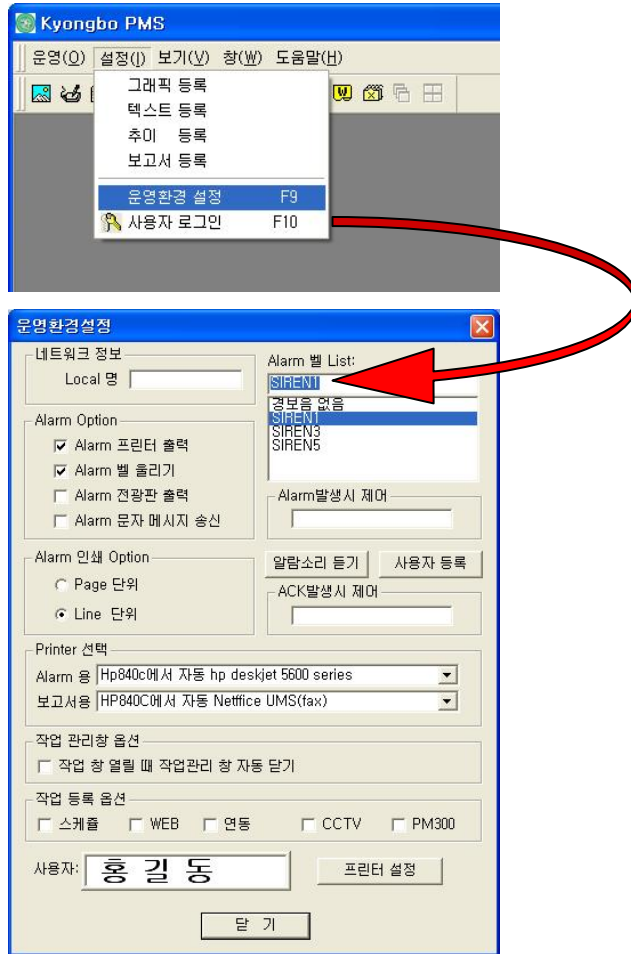 Kyongbo PMS
운영(O) 설정(I) 보기(V) 창(W) 도움말(H)
그래픽 등록
텍스트 등록
추이 등록
보고서 등록
운영환경 설정 F9
사용자 로그인 F10
운영환경설정
네트워크 정보
Local 명
Alarm 벨 List:
SIREN1
경보음 없음
SIREN1
SIREN3
SIREN5
Alarm Option
Alarm 프린터 출력
Alarm 벨 울리기
Alarm 전광판 출력
Alarm 문자 메시지 송신
Alarm발생시 제어
Alarm 인쇄 Option
Page 단위
Line 단위
알람소리 듣기 사용자 등록
ACK발생시 제어
Printer 선택
Alarm 용 Hp840c에서 자동 hp deskjet 5600 series
보고서용 HP840C에서 자동 Netffice UMS(fax)
작업 관리창 옵션
작업 창 열릴 때 작업관리 창 자동 닫기
작업 등록 옵션
스케쥴 WEB 연동 CCTV PM300
사용자: 홍 길 동 프린터 설정
닫 기